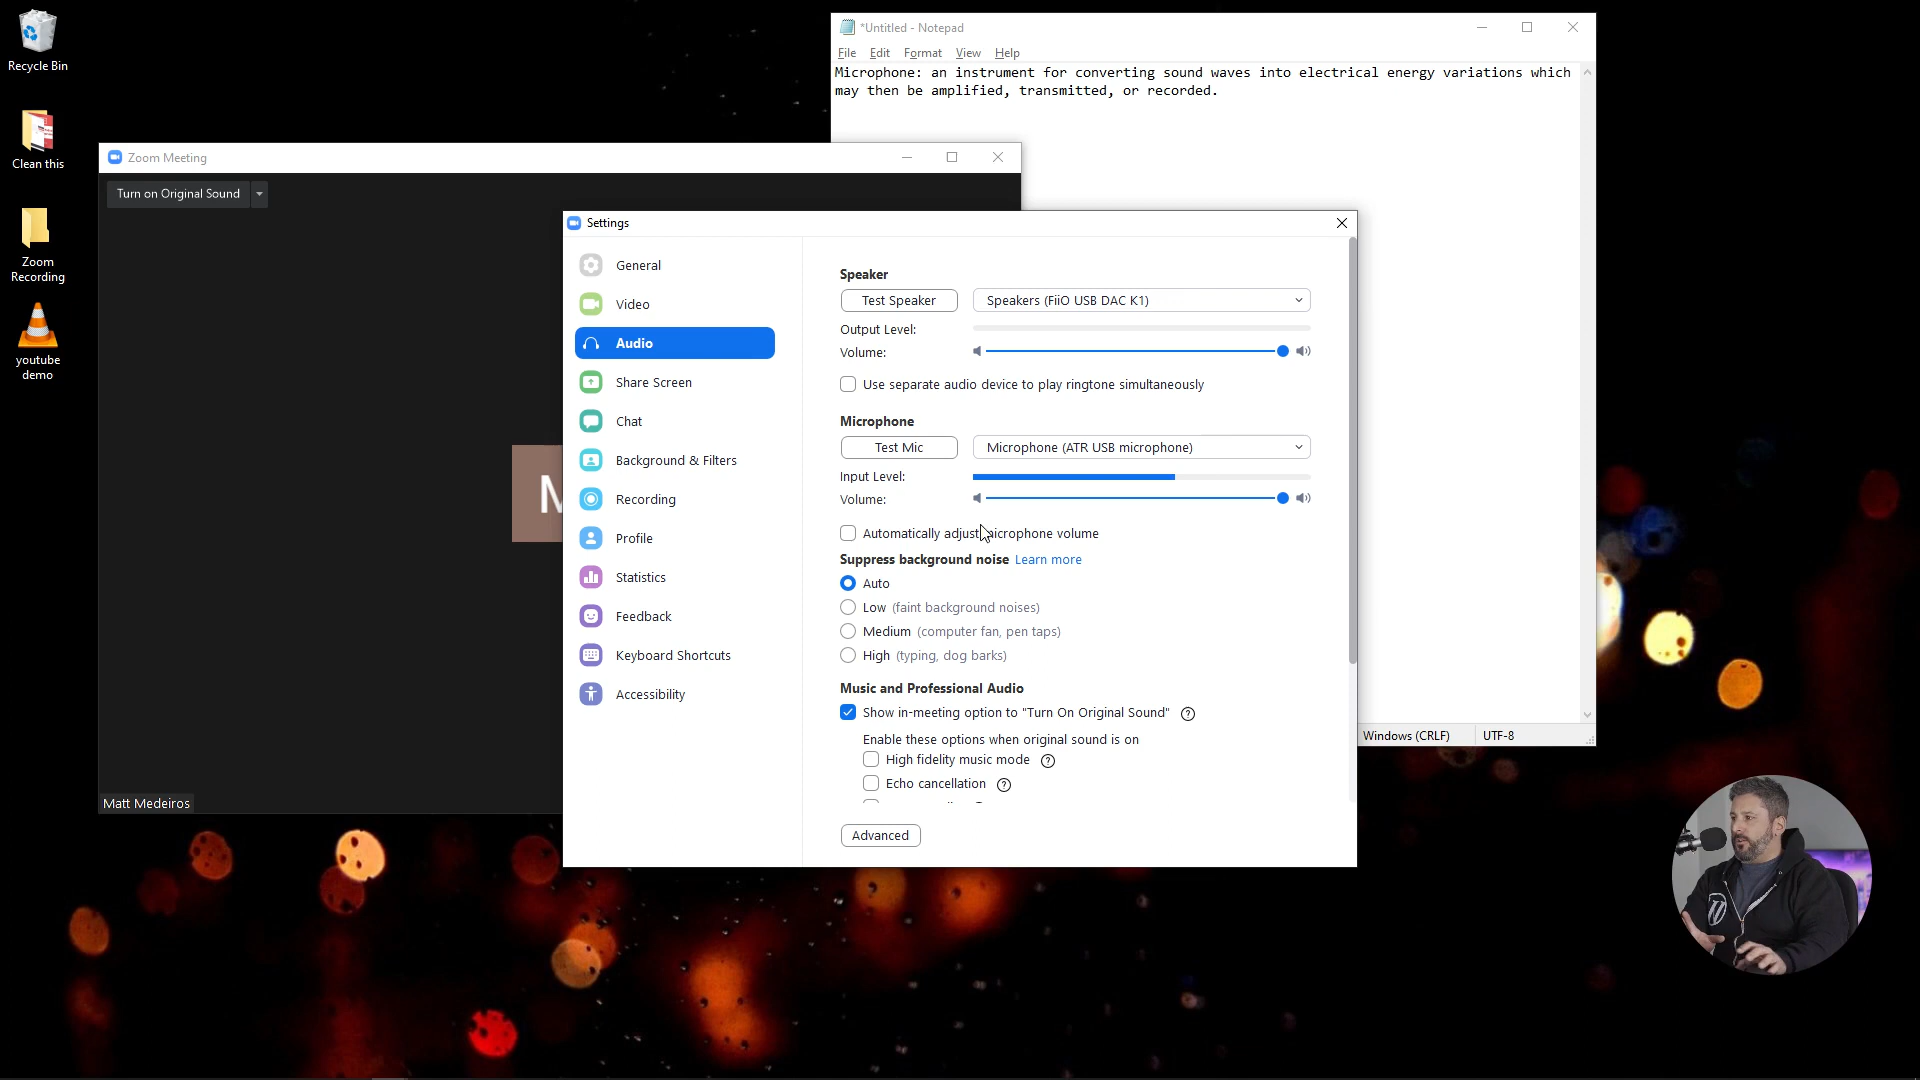 Recycle Bin
Clean this
Zoom
Recording
youtube
demo
*Untitled - Notepad
File Edit Format View Help
Microphone: an instrument for converting sound waves into electrical energy variations which
may then be amplified, transmitted, or recorded.
Windows (CRLF) UTF-8
Zoom Meeting
Turn on Original Sound
Matt Medeiros
Settings
General
Video
Audio
Share Screen
Chat
Background & Filters
Recording
Profile
Statistics
Feedback
Keyboard Shortcuts
Accessibility
Speaker
Test Speaker Speakers (FiiO USB DAC K1)
Output Level:
Volume:
Use separate audio device to play ringtone simultaneously
Microphone
Test Mic Microphone (ATR USB microphone)
Input Level:
Volume:
Automatically adjust microphone volume
Suppress background noise Learn more
Auto
Low (faint background noises)
Medium (computer fan, pen taps)
High (typing, dog barks)
Music and Professional Audio
Show in-meeting option to "Turn On Original Sound" ?
Enable these options when original sound is on
High fidelity music mode ?
Echo cancellation ?
Advanced